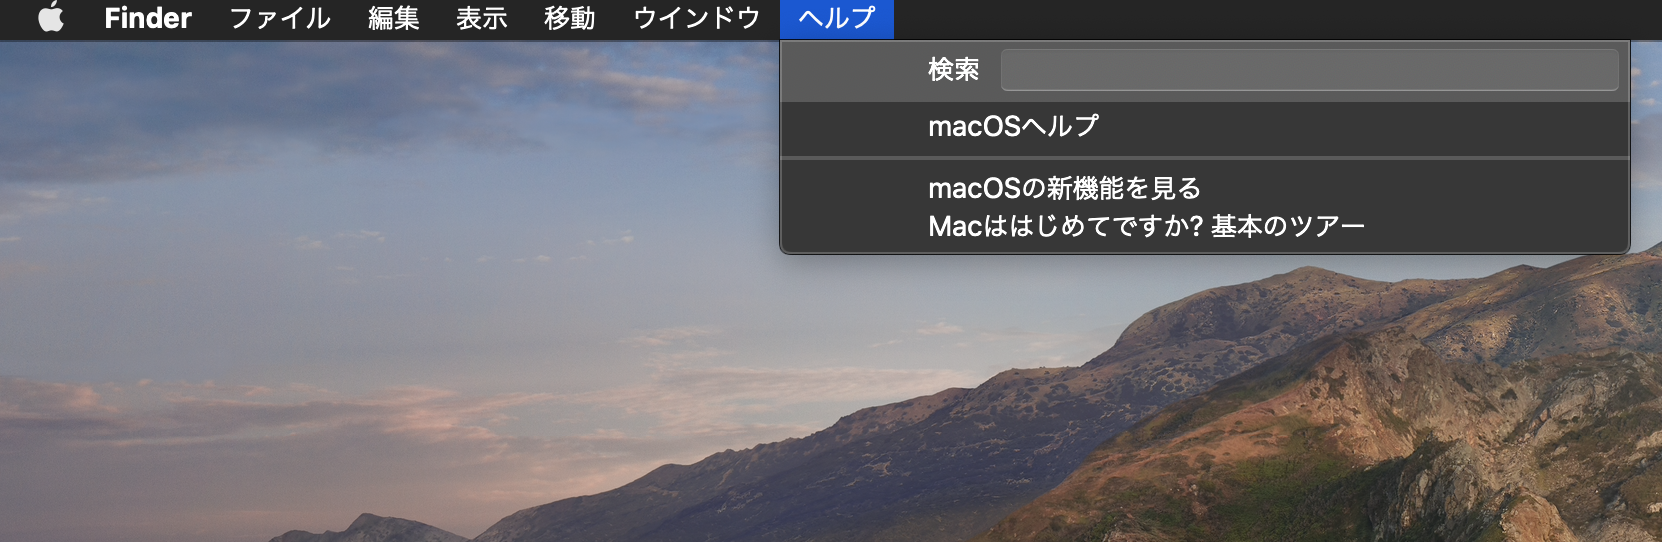 Finder ファイル 編集 表示 移動 ウインドウ ヘルプ
検索
macOSヘルプ
macOSの新機能を見る
Macははじめてですか? 基本のツアー